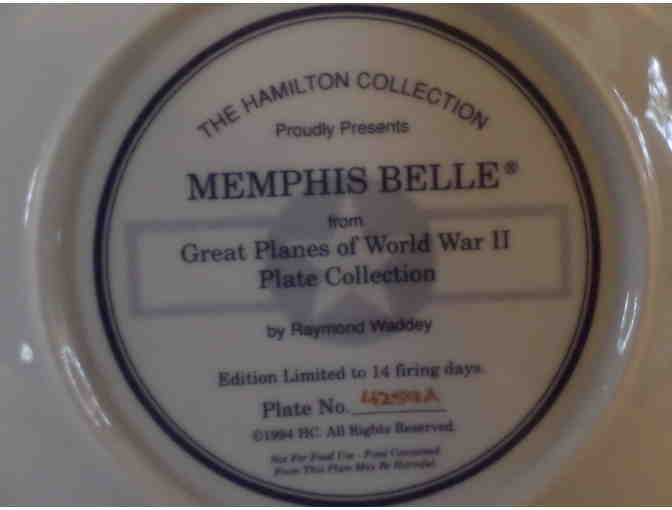 THE HAMILTON COLLECTION
Proudly Presents
MEMPHIS BELLE®
from
Great Planes of World War II
Plate Collection
by Raymond Waddey
Edition Limited to 14 firing days.
Plate No.
©1994 HC. All Rights Reserved.
Not For Food Use - Food Consumed
From This Plate May Be Harmful.